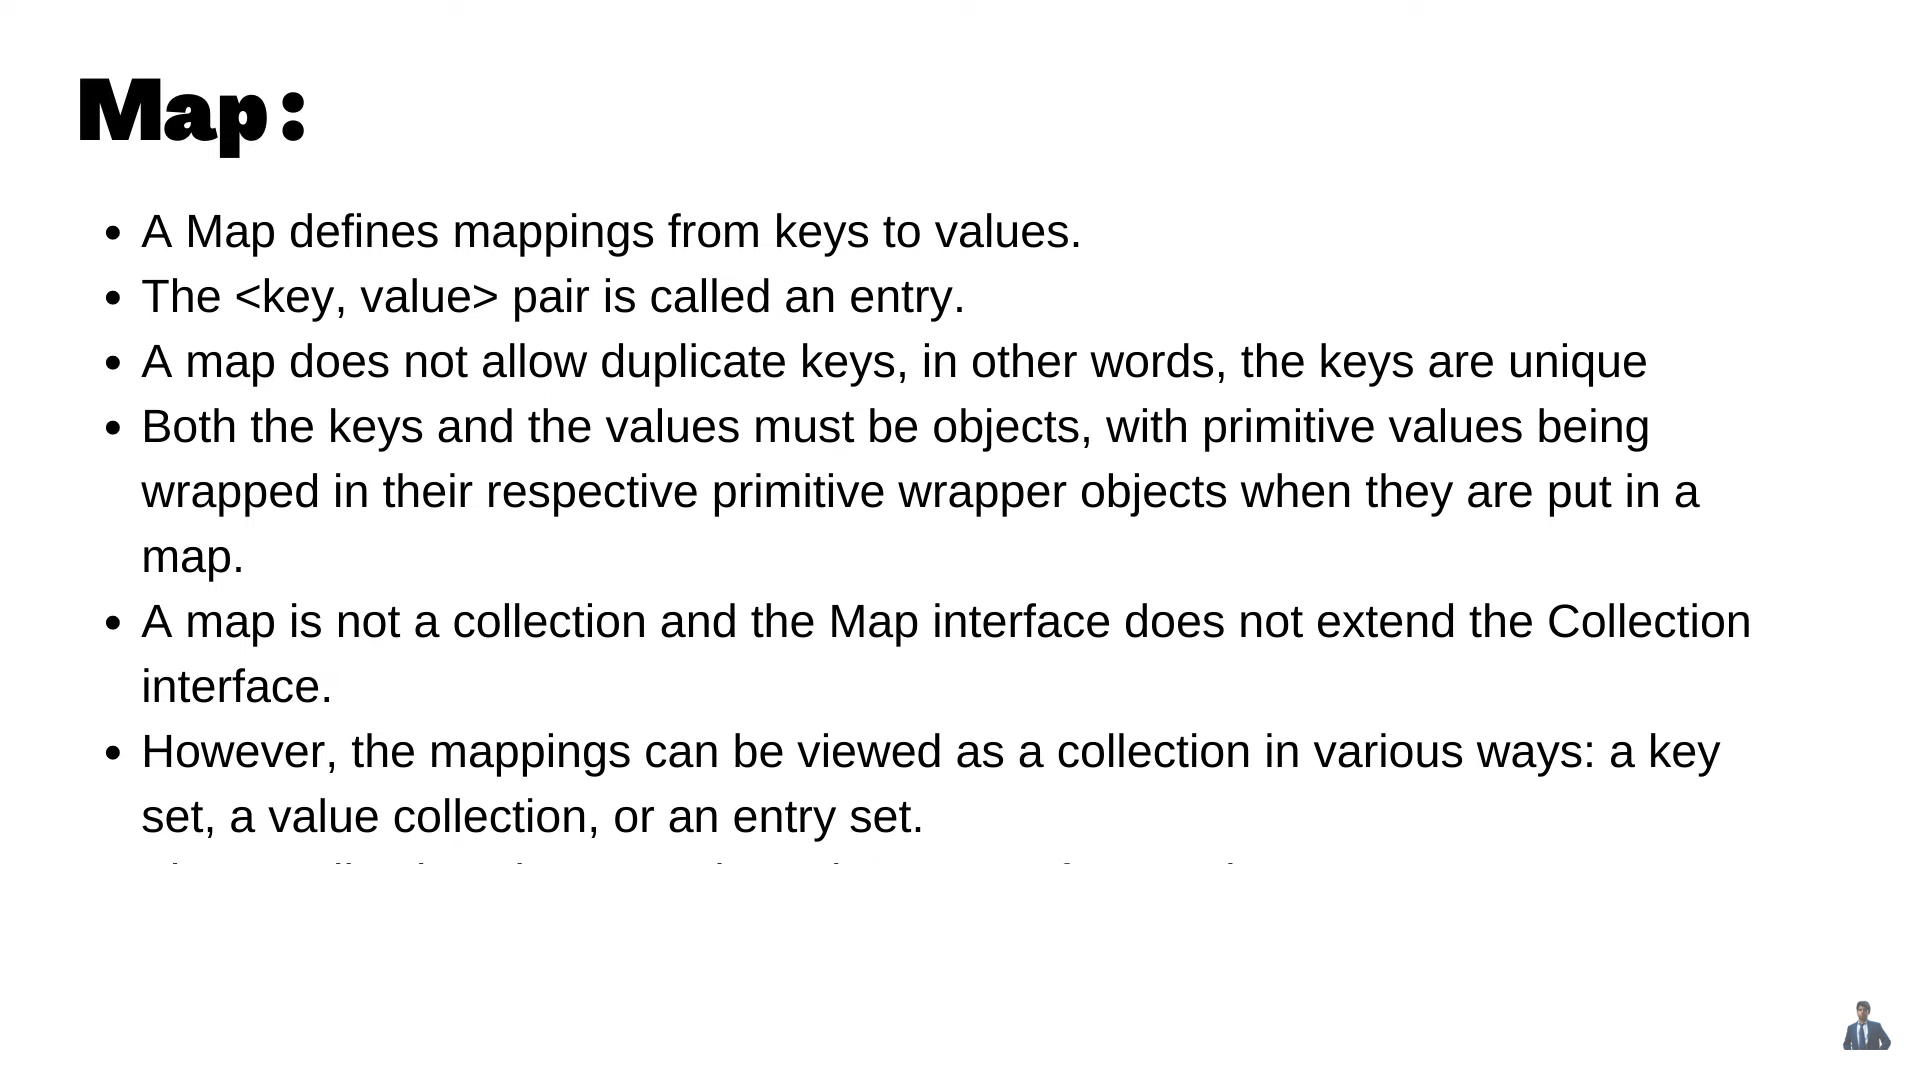 Map:
• A Map defines mappings from keys to values.
• The <key, value> pair is called an entry.
• A map does not allow duplicate keys, in other words, the keys are unique
• Both the keys and the values must be objects, with primitive values being
wrapped in their respective primitive wrapper objects when they are put in a
map.
• A map is not a collection and the Map interface does not extend the Collection
interface.
• However, the mappings can be viewed as a collection in various ways: a key
set, a value collection, or an entry set.